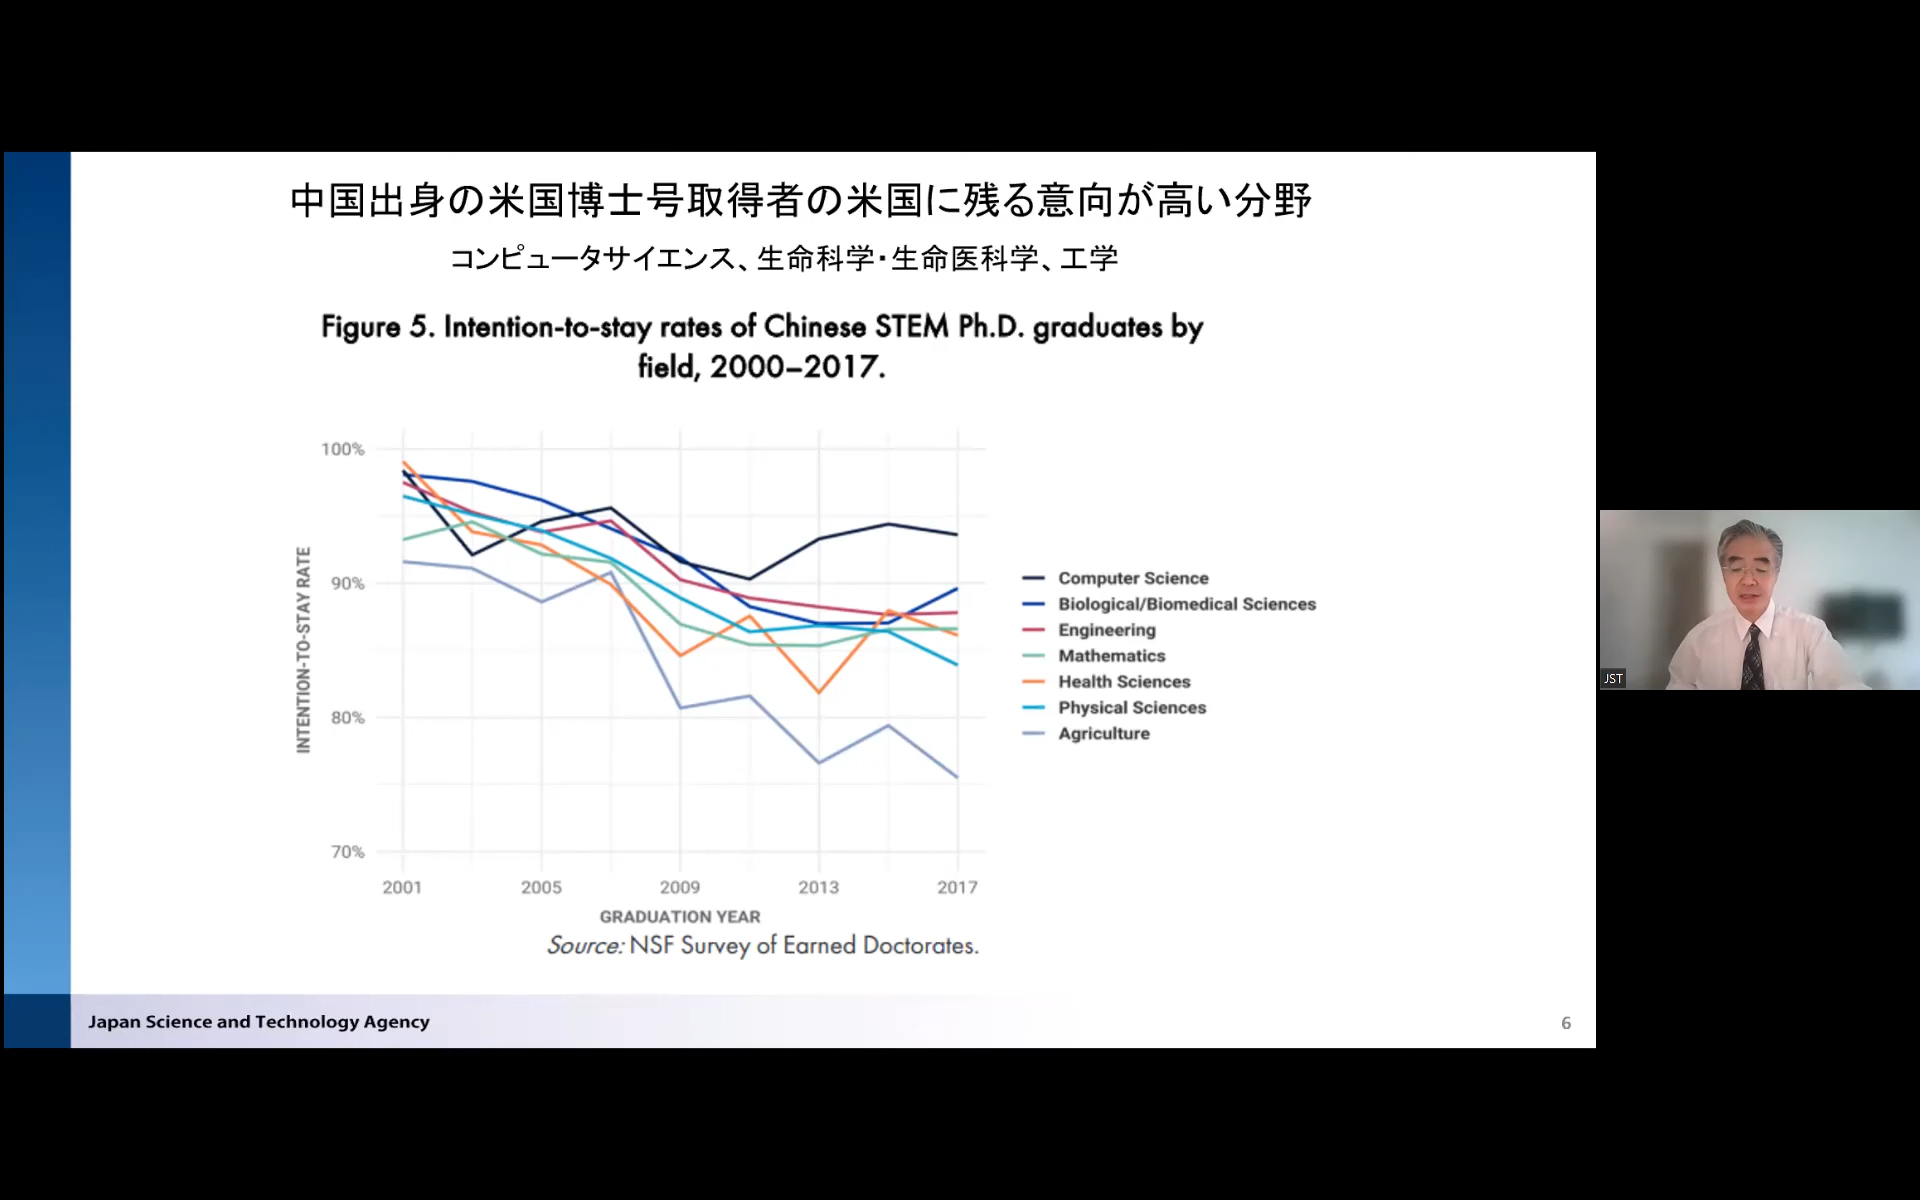 中国出身の米国博士号取得者の米国に残る意向が高い分野
コンピュータサイエンス、生命科学・生命医科学、工学
Figure 5. Intention-to-stay rates of Chinese STEM Ph.D. graduates by
field, 2000–2017.
INTENTION-TO-STAY RATE
100%
90%
80%
70%
2001
2005
2009
2013
2017
GRADUATION YEAR
Computer Science
Biological/Biomedical Sciences
Engineering
Mathematics
Health Sciences
Physical Sciences
Agriculture
Source: NSF Survey of Earned Doctorates.
Japan Science and Technology Agency
6
JST